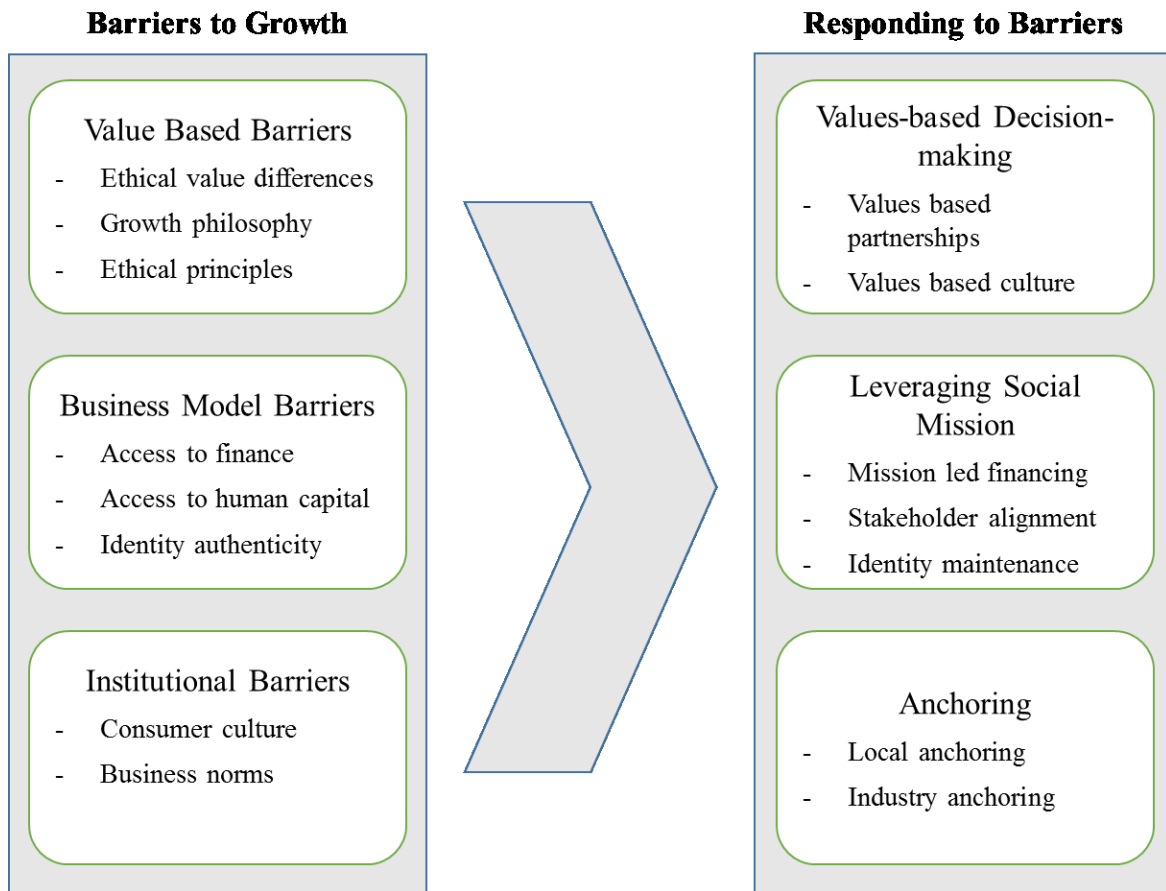 Barriers to Growth
Value Based Barriers
- Ethical value differences
- Growth philosophy
- Ethical principles
Business Model Barriers
- Access to finance
- Access to human capital
- Identity authenticity
Institutional Barriers
- Consumer culture
- Business norms
Responding to Barriers
Values-based Decision-
making
- Values based
partnerships
- Values based culture
Leveraging Social
Mission
- Mission led financing
- Stakeholder alignment
- Identity maintenance
Anchoring
- Local anchoring
- Industry anchoring